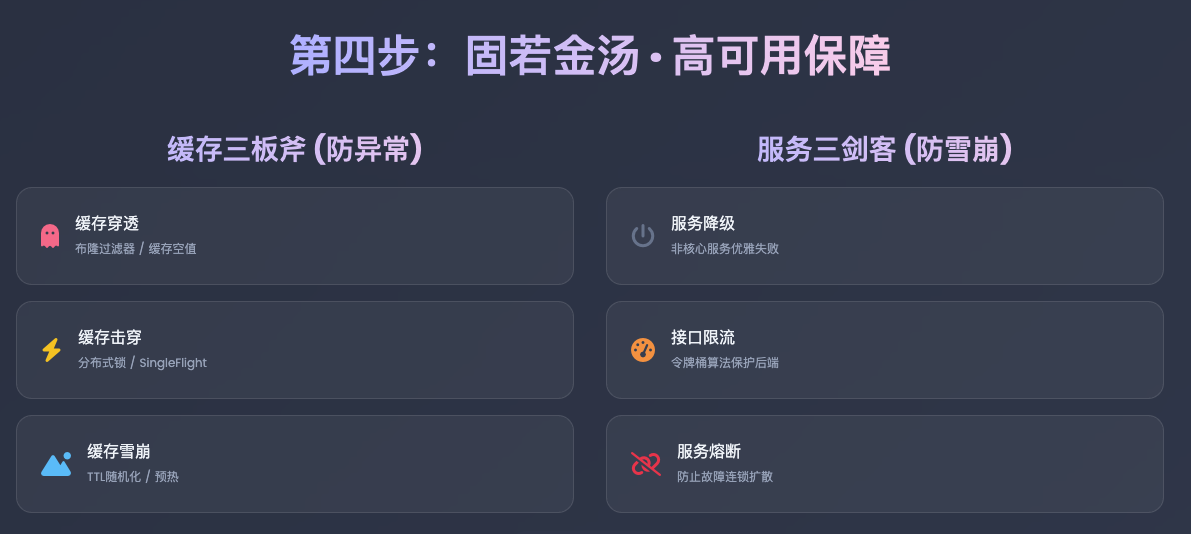 第四步：固若金汤·高可用保障
缓存三板斧 (防异常)
缓存穿透
布隆过滤器 / 缓存空值
缓存击穿
分布式锁 / SingleFlight
缓存雪崩
TTL随机化 / 预热
服务三剑客 (防雪崩)
服务降级
非核心服务优雅失败
接口限流
令牌桶算法保护后端
服务熔断
防止故障连锁扩散